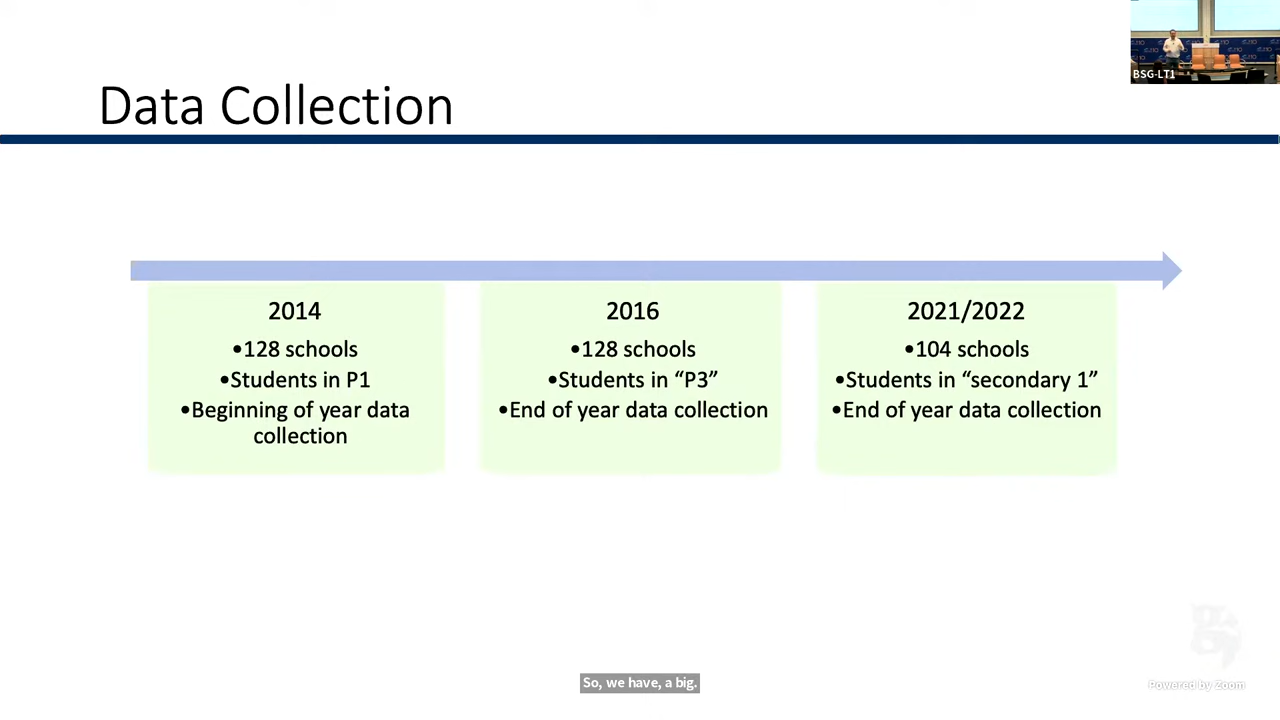 BSG-LT1
Data Collection
2014
•128 schools
•Students in P1
•Beginning of year data
collection
2016
•128 schools
•Students in “P3”
•End of year data collection
2021/2022
•104 schools
•Students in “secondary 1”
•End of year data collection
So, we have, a big.
Powered by Zoom